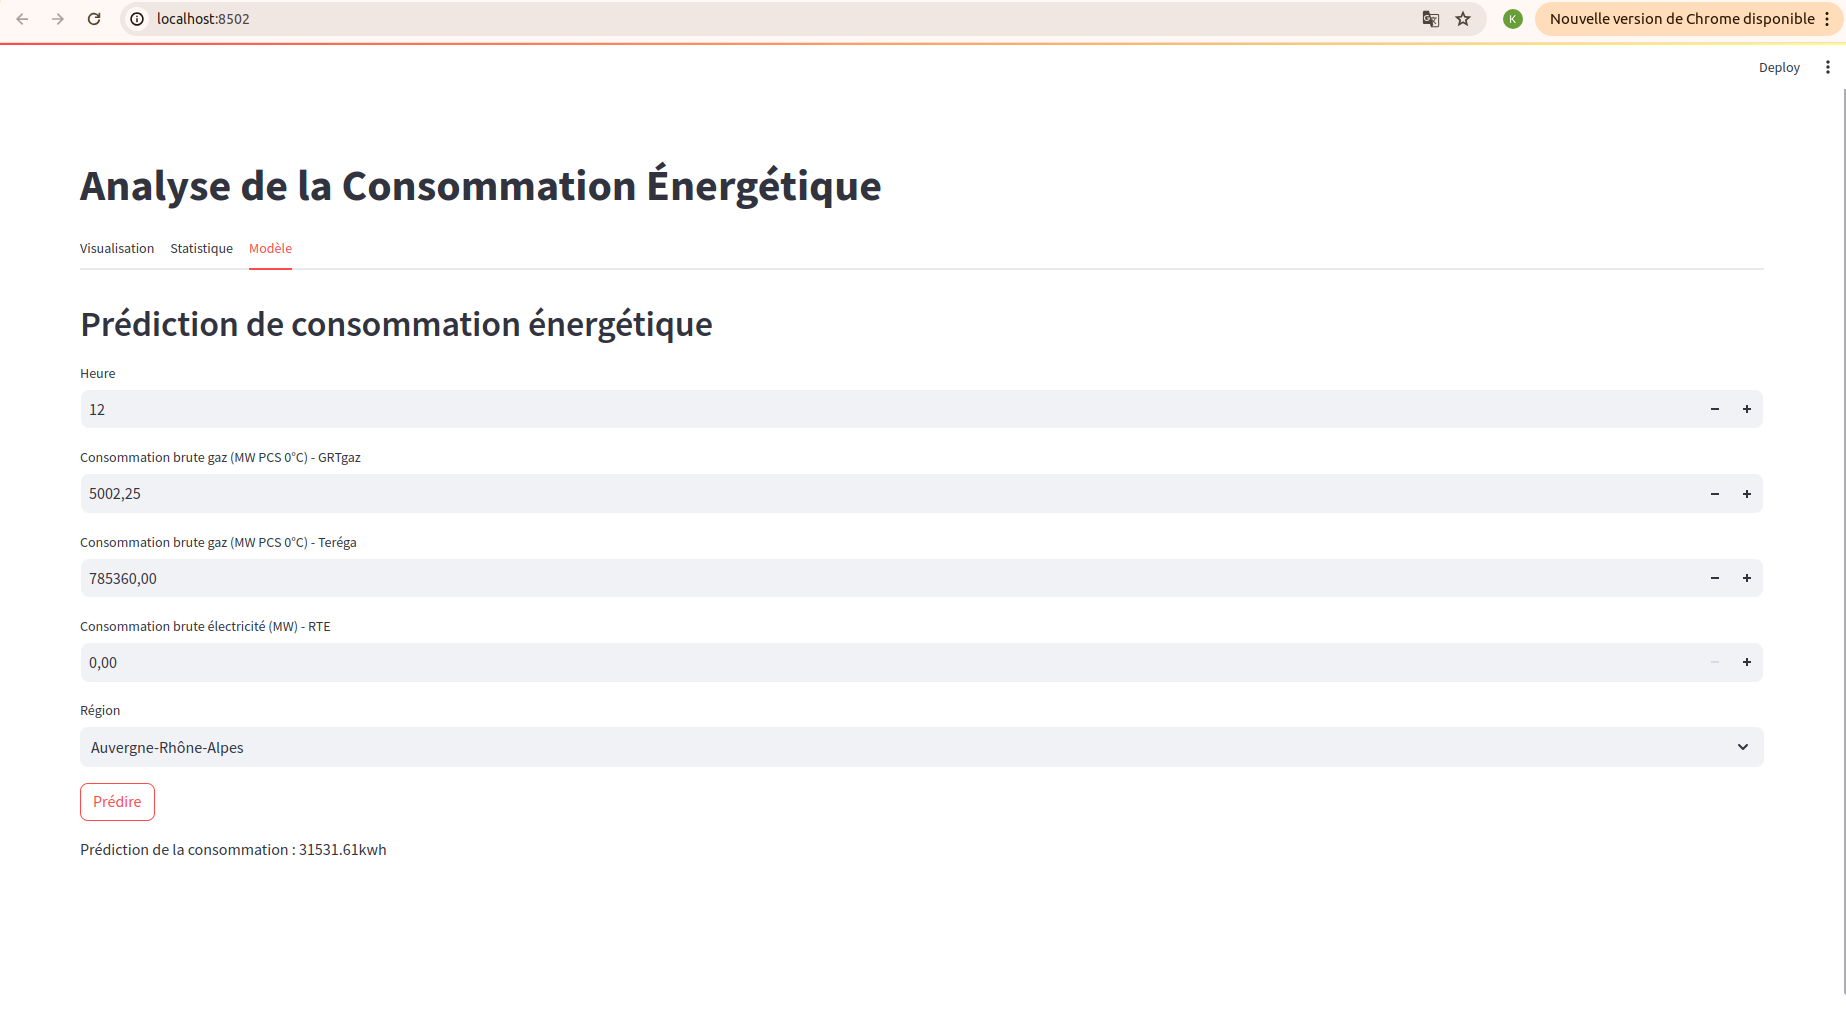 localhost:8502
K
Nouvelle version de Chrome disponible
Deploy
Analyse de la Consommation Énergétique
Visualisation Statistique Modèle
Prédiction de consommation énergétique
Heure
12
Consommation brute gaz (MW PCS 0°C) - GRTgaz
5002,25
Consommation brute gaz (MW PCS 0°C) - Teréga
785360,00
Consommation brute électricité (MW) - RTE
0,00
Région
Auvergne-Rhône-Alpes
Prédire
Prédiction de la consommation : 31531.61kwh